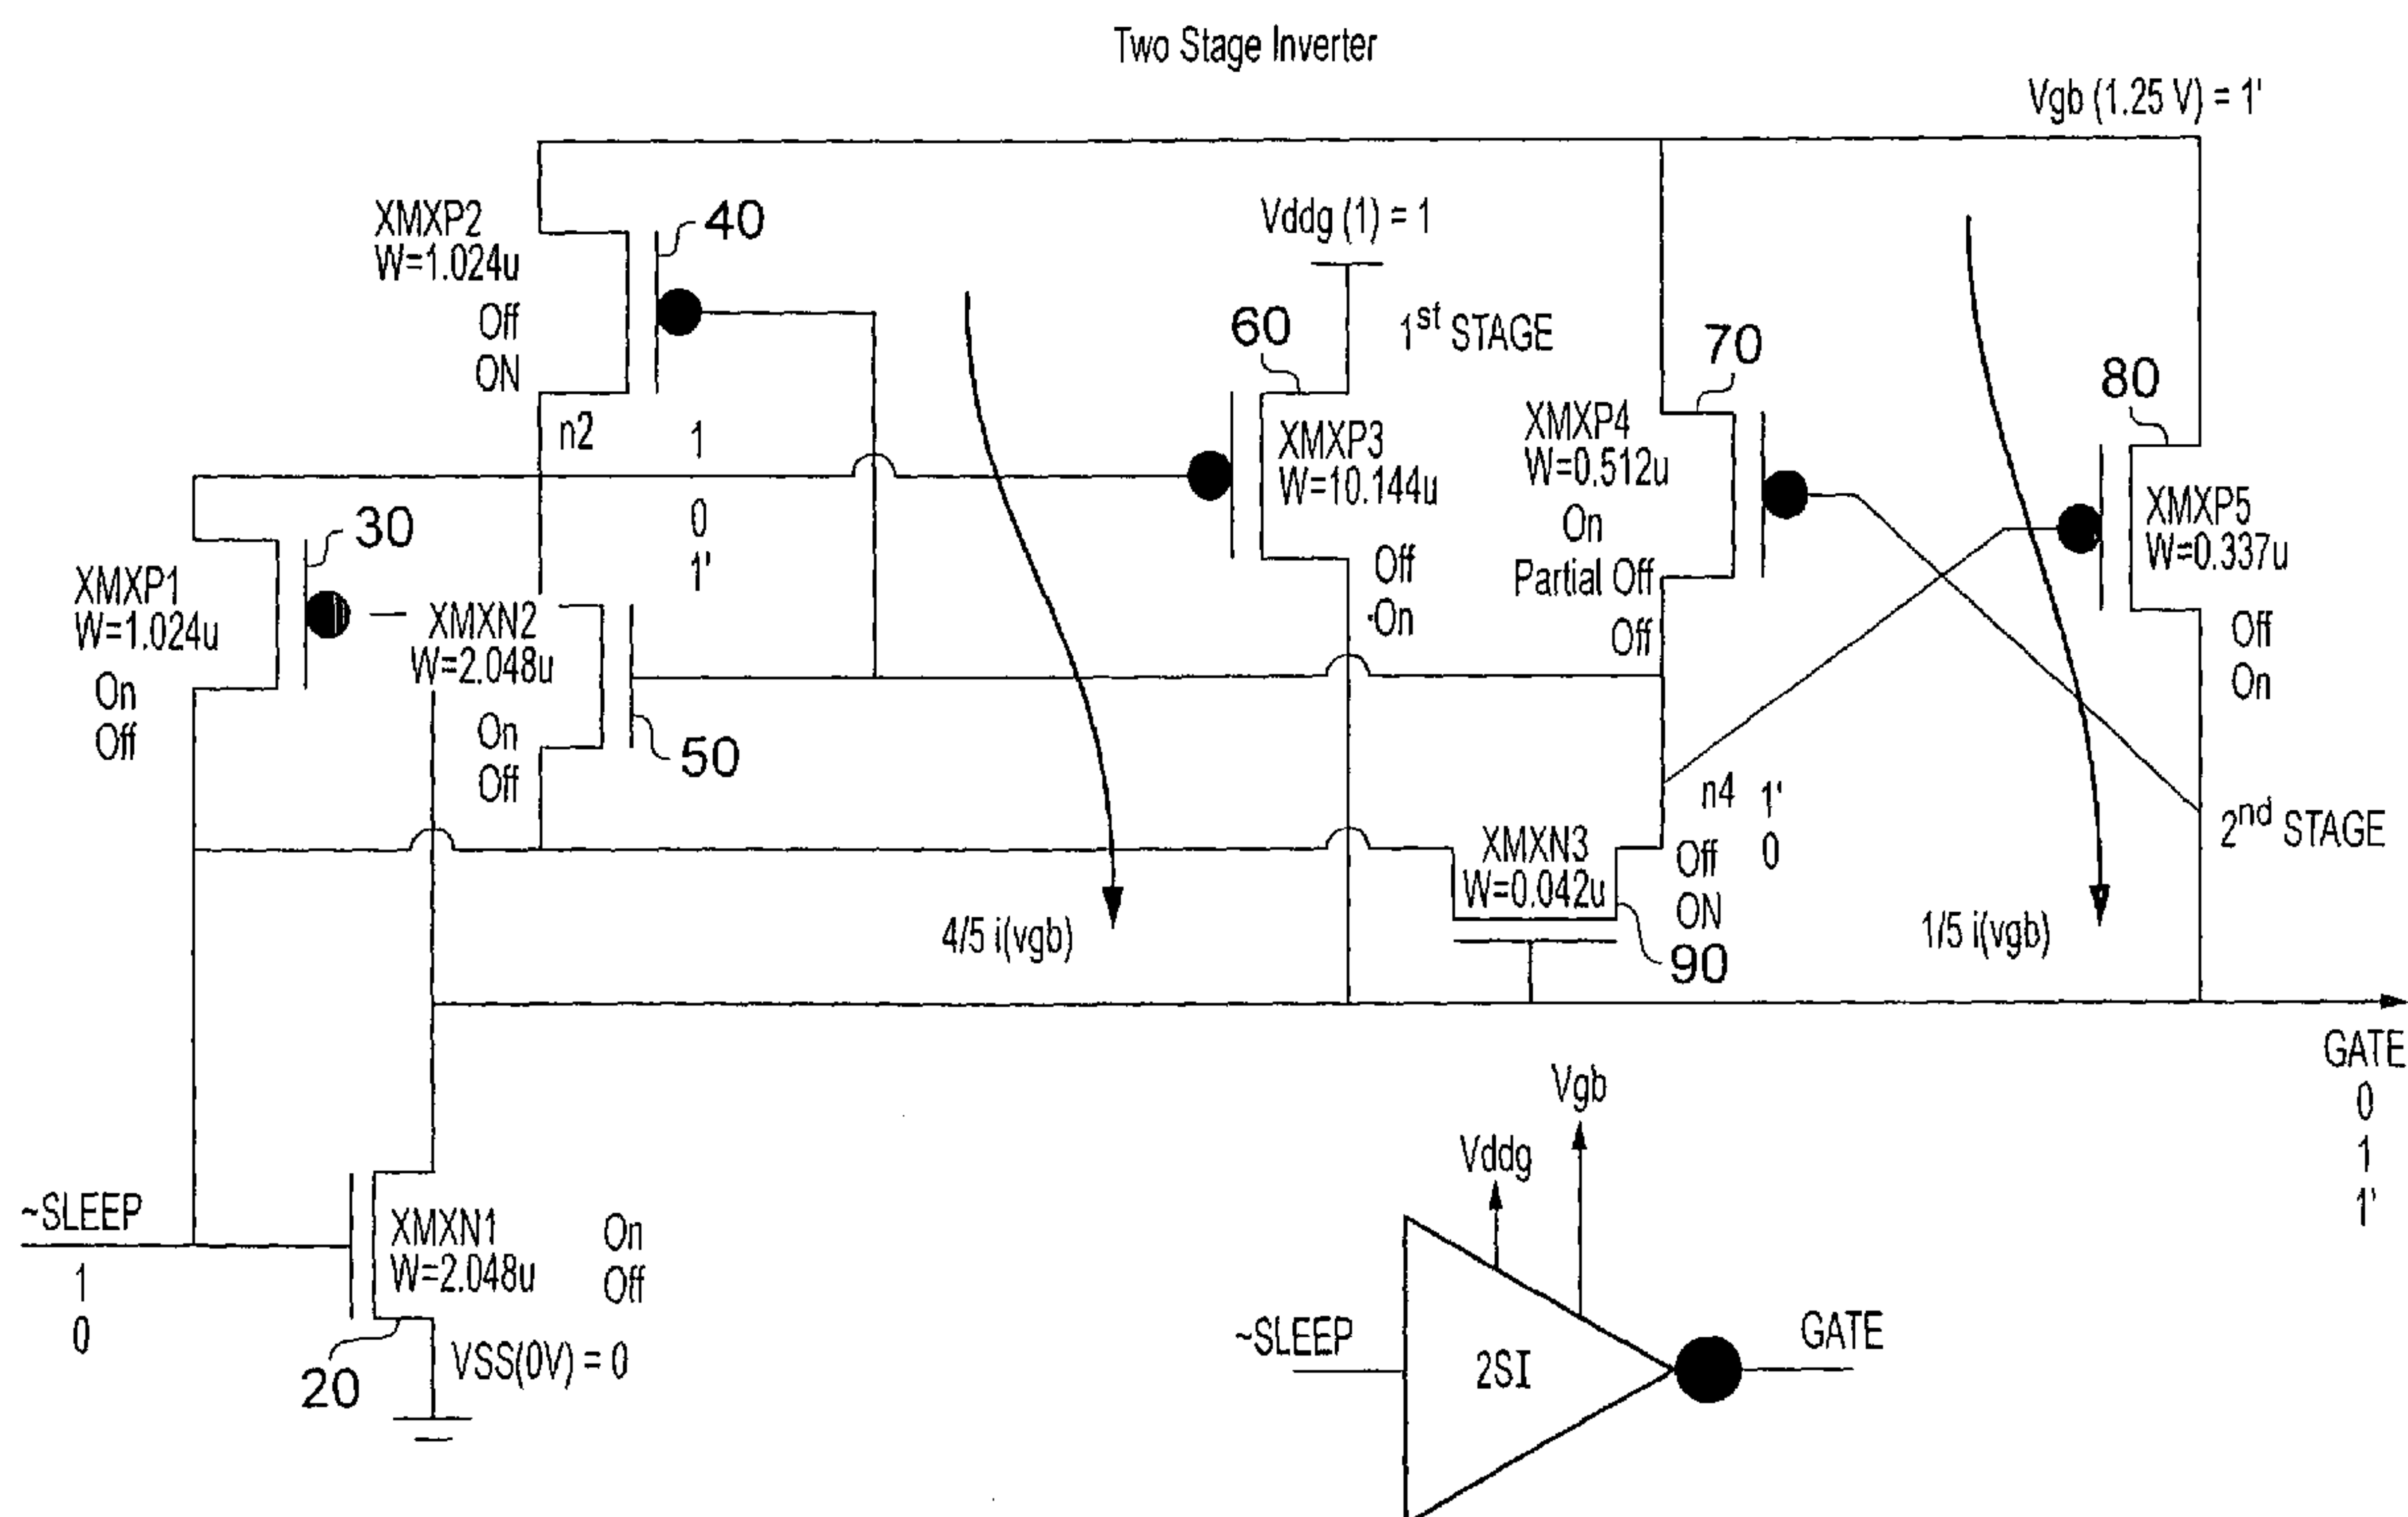 Two Stage Inverter
Vgb (1.25 V) = 1'
XMXP2
W=1.024u
Off
ON
40
n2
1
0
1'
Vddg (1) = 1
60
1st STAGE
XMXP3
W=10.144u
Off
On
70
XMXP4
W=0.512u
On
Partial Off
Off
80
XMXP5
W=0.337u
Off
On
30
XMXP1
W=1.024u
On
Off
XMXN2
W=2.048u
On
Off
50
4/5 i(vgb)
XMXN3
W=0.042u
Off
ON
90
n4
1'
0
1/5 i(vgb)
2nd STAGE
GATE
0
1
1'
~SLEEP
1
0
XMXN1
W=2.048u
On
Off
20
VSS(0V) = 0
Vddg
Vgb
~SLEEP
2SI
GATE